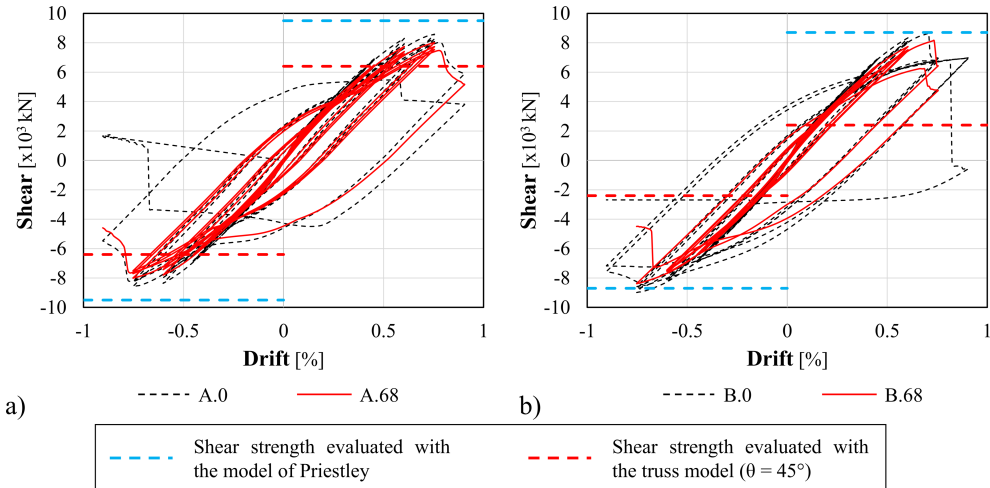 10
8
6
4
2
0
-2
-4
-6
-8
-10
Shear [x10³ kN]
-1 -0.5 0 0.5 1
Drift [%]
A.0 A.68
a)
10
8
6
4
2
0
-2
-4
-6
-8
-10
Shear [x10³ kN]
-1 -0.5 0 0.5 1
Drift [%]
B.0 B.68
b)
Shear strength evaluated with
the model of Priestley
Shear strength evaluated with
the truss model (θ = 45°)